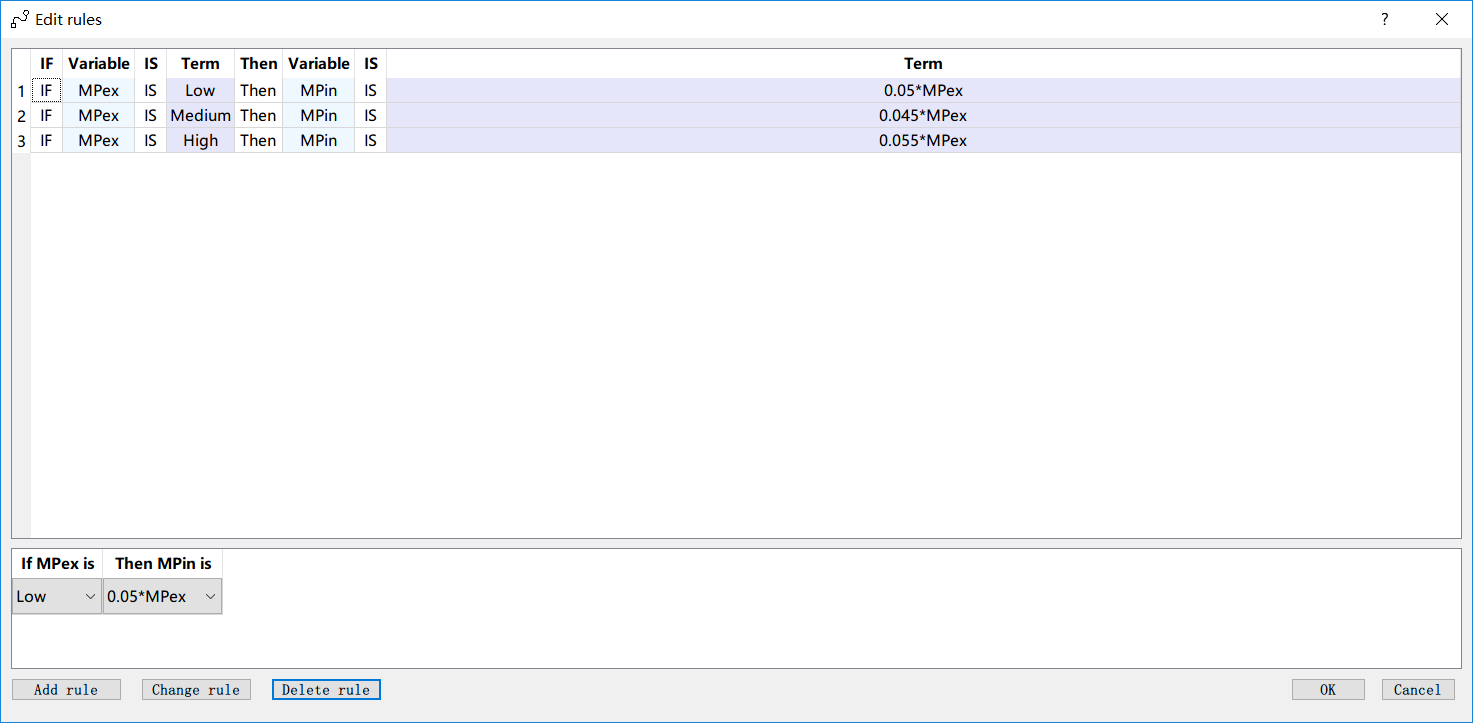 Edit rules ?
IF Variable IS Term Then Variable IS Term
1 IF MPex IS Low Then MPin IS 0.05*MPex
2 IF MPex IS Medium Then MPin IS 0.045*MPex
3 IF MPex IS High Then MPin IS 0.055*MPex
If MPex is Then MPin is
Low 0.05*MPex
Add rule Change rule Delete rule OK Cancel